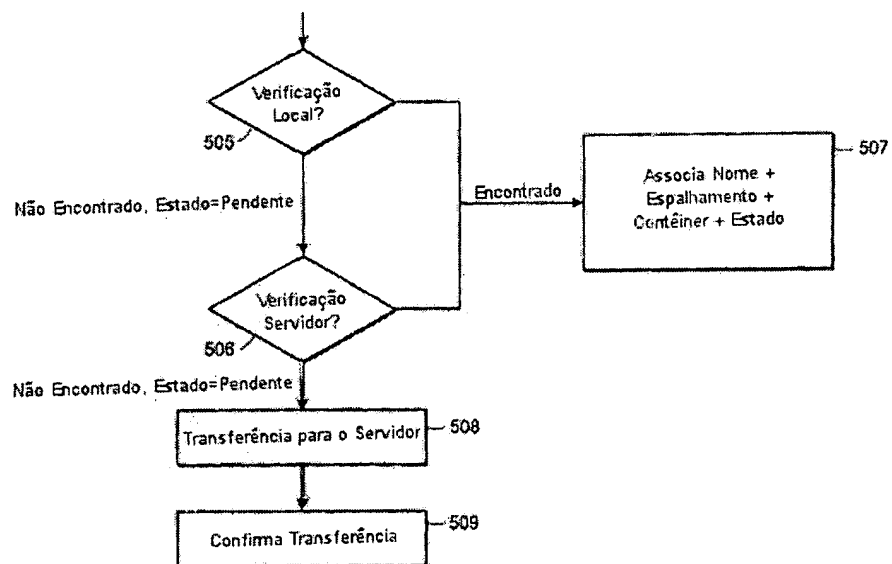 Verificação
Local?
505
Não Encontrado, Estado=Pendente
Encontrado
Associa Nome +
Espalhamento +
Contêiner + Estado
507
Verificação
Servidor?
506
Não Encontrado, Estado=Pendente
Transferência para o Servidor
508
Confirma Transferência
509